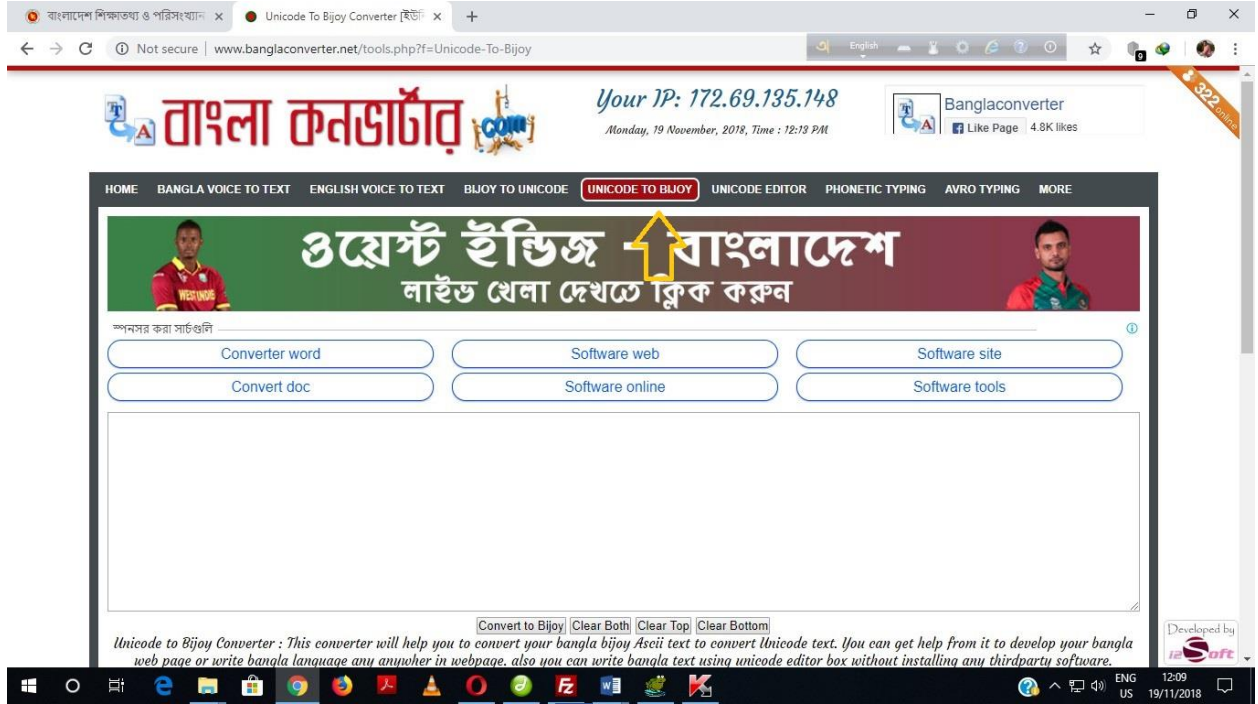 বাংলাদেশ শিক্ষাতথ্য ও পরিসংখ্যান
Unicode To Bijoy Converter [ইউনি
Not secure | www.banglaconverter.net/tools.php?f=Unicode-To-Bijoy
English
9
বাংলা কনভার্টার .com
Your IP: 172.69.135.148
Monday, 19 November, 2018, Time : 12:13 PM
Banglaconverter
Like Page 4.8K likes
322 online
HOME BANGLA VOICE TO TEXT ENGLISH VOICE TO TEXT BIJOY TO UNICODE UNICODE TO BIJOY UNICODE EDITOR PHONETIC TYPING AVRO TYPING MORE
ওয়েস্ট ইন্ডিজ - বাংলাদেশ
লাইভ খেলা দেখতে ক্লিক করুন
WEST INDIES
স্পনসর করা সার্চগুলি
Converter word Software web Software site
Convert doc Software online Software tools
Convert to Bijoy Clear Both Clear Top Clear Bottom
Unicode to Bijoy Converter : This converter will help you to convert your bangla bijoy Ascii text to convert Unicode text. You can get help from it to develop your bangla
web page or write bangla language any anywher in webpage. also you can write bangla text using unicode editor box without installing any thirdparty software.
Developed by
i2Soft
ENG 12:09
US 19/11/2018